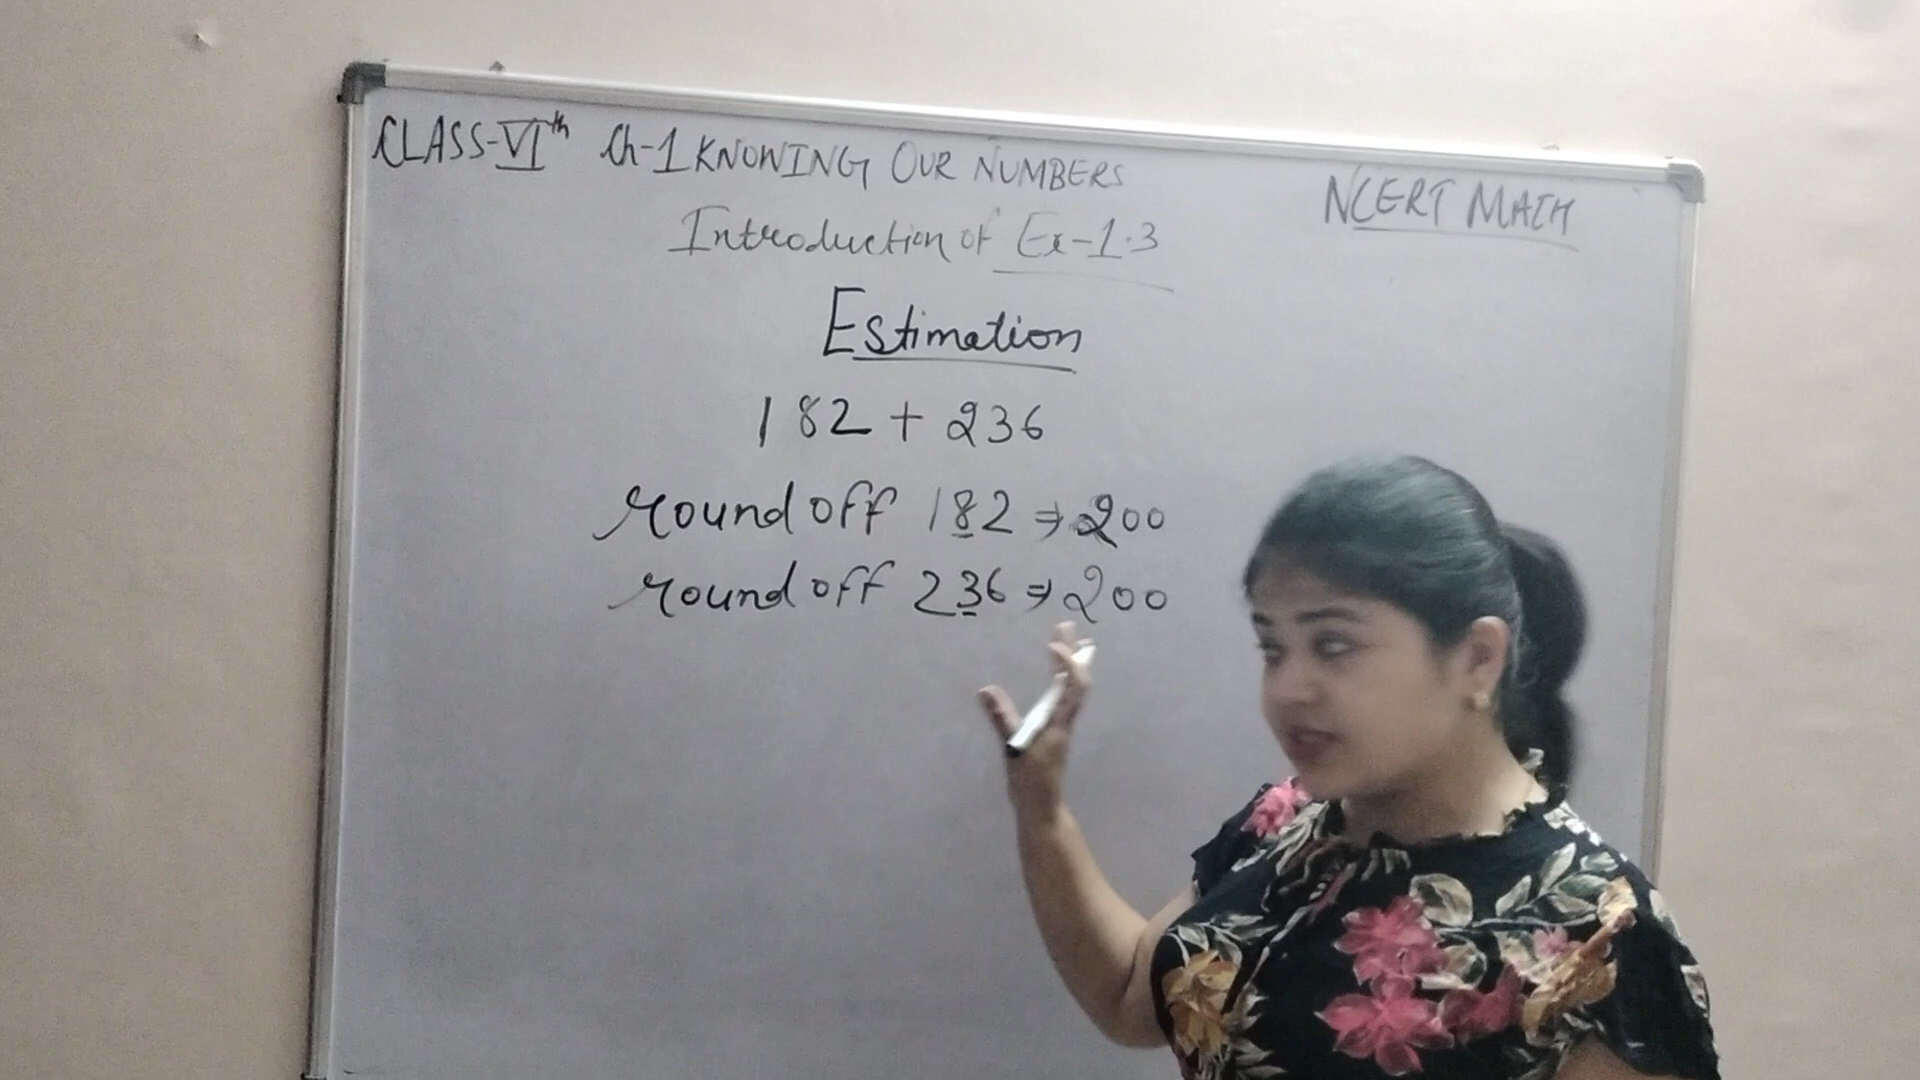 CLASS-VIth Ch-1 KNOWING OUR NUMBERS
NCERT MATH
Introduction of Ex-1.3
Estimation
182 + 236
round off 182 ⇒ 200
round off 236 ⇒ 200